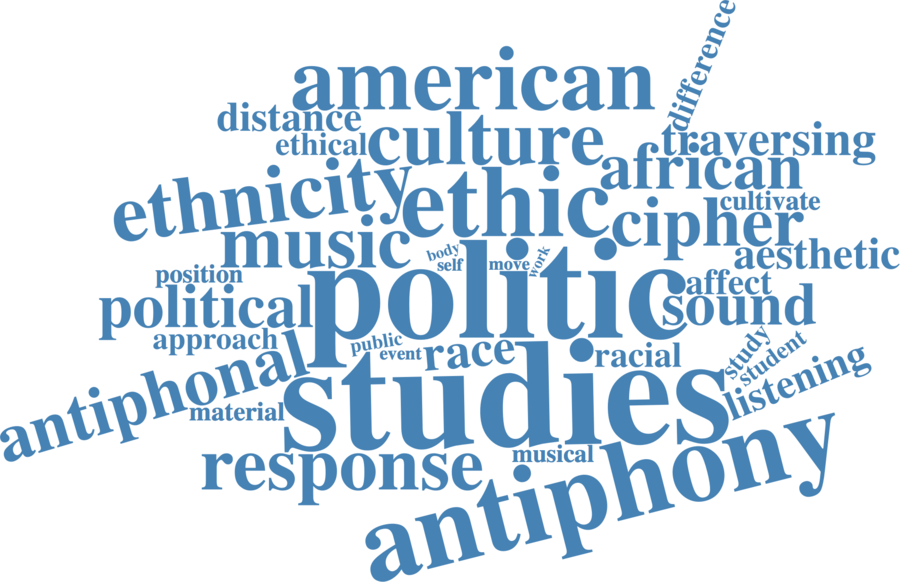 difference
american
distance
culture
traversing
ethical
african
ethnicity
ethic
cultivate
cipher
music
aesthetic
body
self
move
work
position
politic
affect
political
sound
approach
public
event
race
racial
study
student
antiphonal
studies
listening
material
response
musical
antiphony